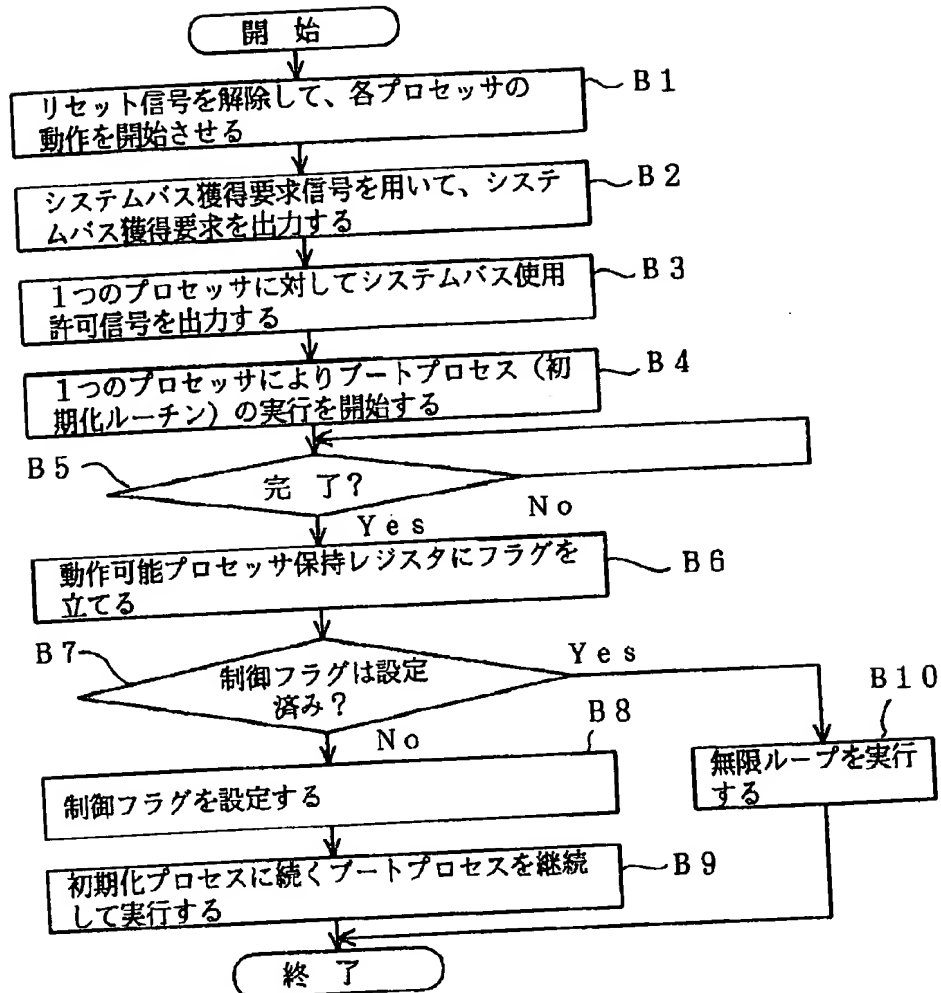 開 始
リセット信号を解除して、各プロセッサの
動作を開始させる
B1
システムバス獲得要求信号を用いて、システ
ムバス獲得要求を出力する
B2
1つのプロセッサに対してシステムバス使用
許可信号を出力する
B3
1つのプロセッサによりブートプロセス（初
期化ルーチン）の実行を開始する
B4
B5
完 了？
No
Yes
動作可能プロセッサ保持レジスタにフラグを
立てる
B6
B7
制御フラグは設定
済み？
Yes
No
B8
B10
制御フラグを設定する
無限ループを実行
する
初期化プロセスに続くブートプロセスを継続
して実行する
B9
終 了